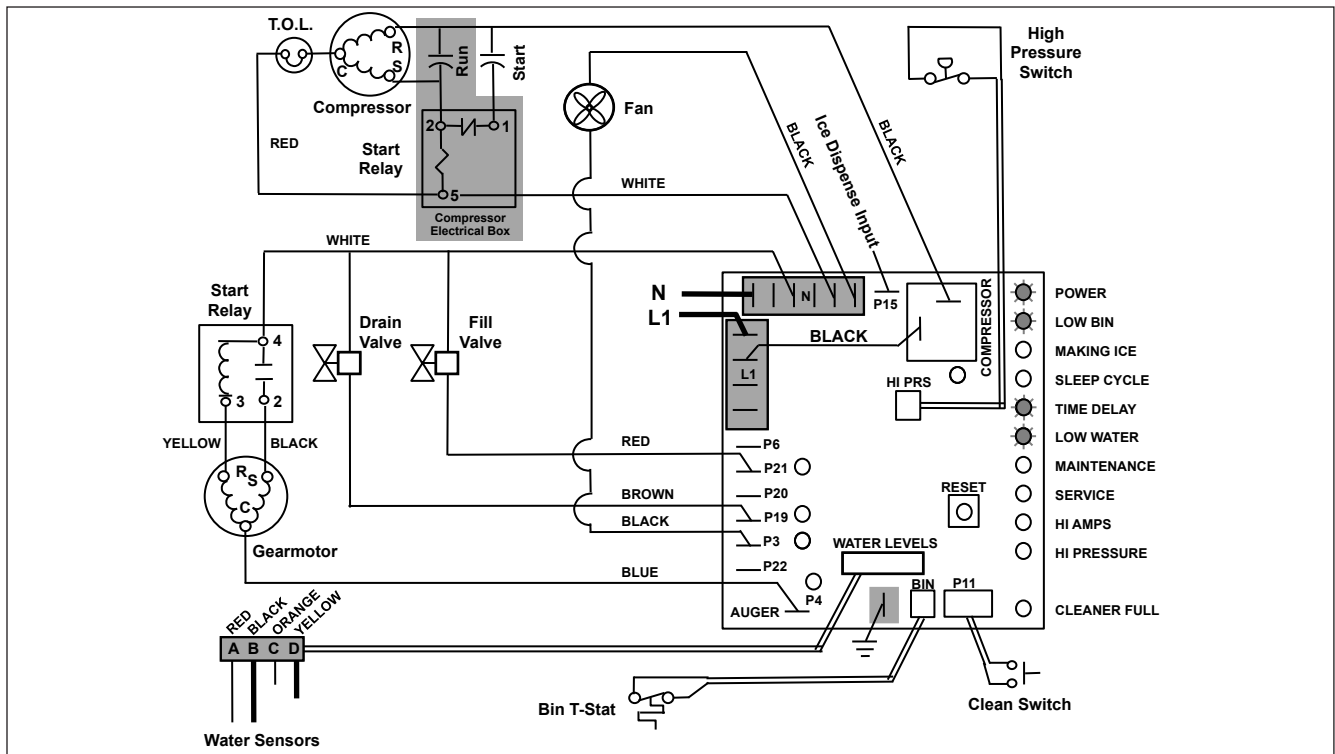 T.O.L.
R
S
C
Run
Start
Compressor
High
Pressure
Switch
Fan
RED
2
1
Start
Relay
5
Compressor
Electrical Box
BLACK
Ice Dispense Input
BLACK
WHITE
WHITE
Start
Relay
4
3
2
YELLOW
BLACK
Drain
Valve
Fill
Valve
N
L1
N
P15
BLACK
L1
COMPRESSOR
HI PRS
POWER
LOW BIN
MAKING ICE
SLEEP CYCLE
TIME DELAY
LOW WATER
MAINTENANCE
SERVICE
HI AMPS
HI PRESSURE
CLEANER FULL
RED
P6
P21
P20
BROWN
P19
BLACK
P3
P22
BLUE
P4
AUGER
RESET
WATER LEVELS
BIN
P11
R
S
C
Gearmotor
RED
BLACK
ORANGE
YELLOW
A B C D
Water Sensors
Bin T-Stat
Clean Switch